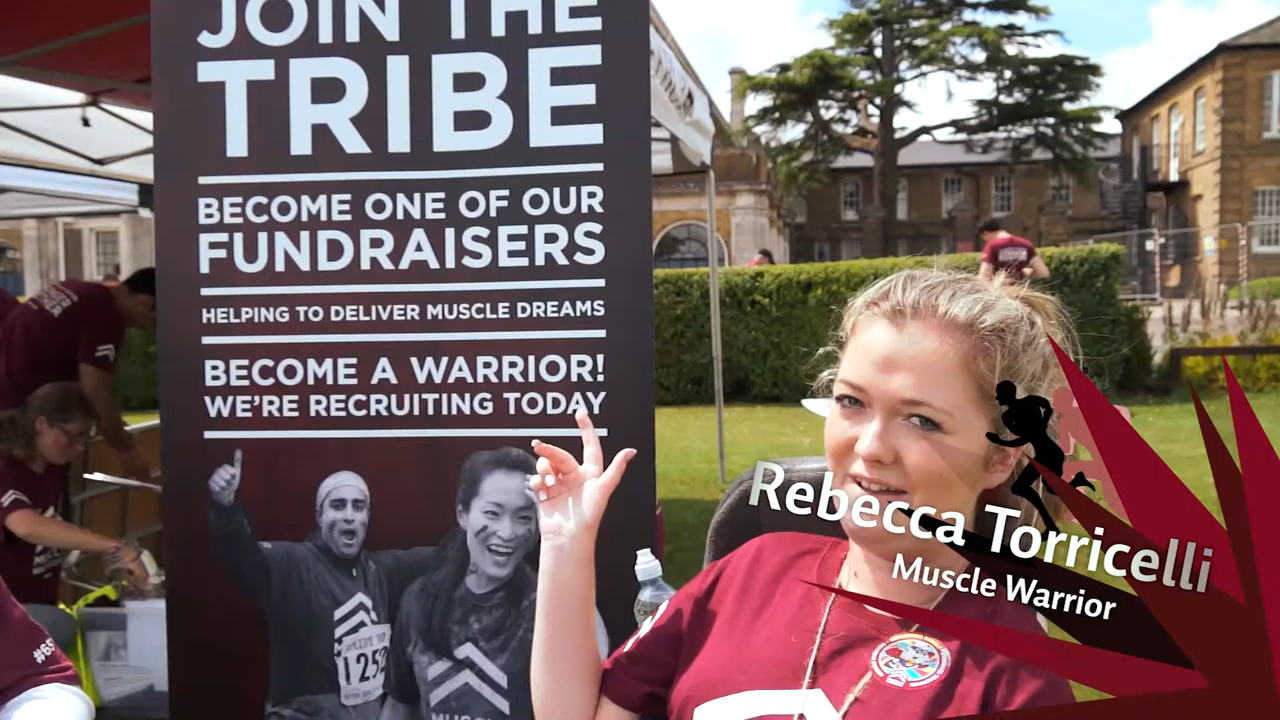 JOIN THE
TRIBE
BECOME ONE OF OUR
FUNDRAISERS
HELPING TO DELIVER MUSCLE DREAMS
BECOME A WARRIOR!
WE'RE RECRUITING TODAY
1252
Rebecca Torricelli
Muscle Warrior